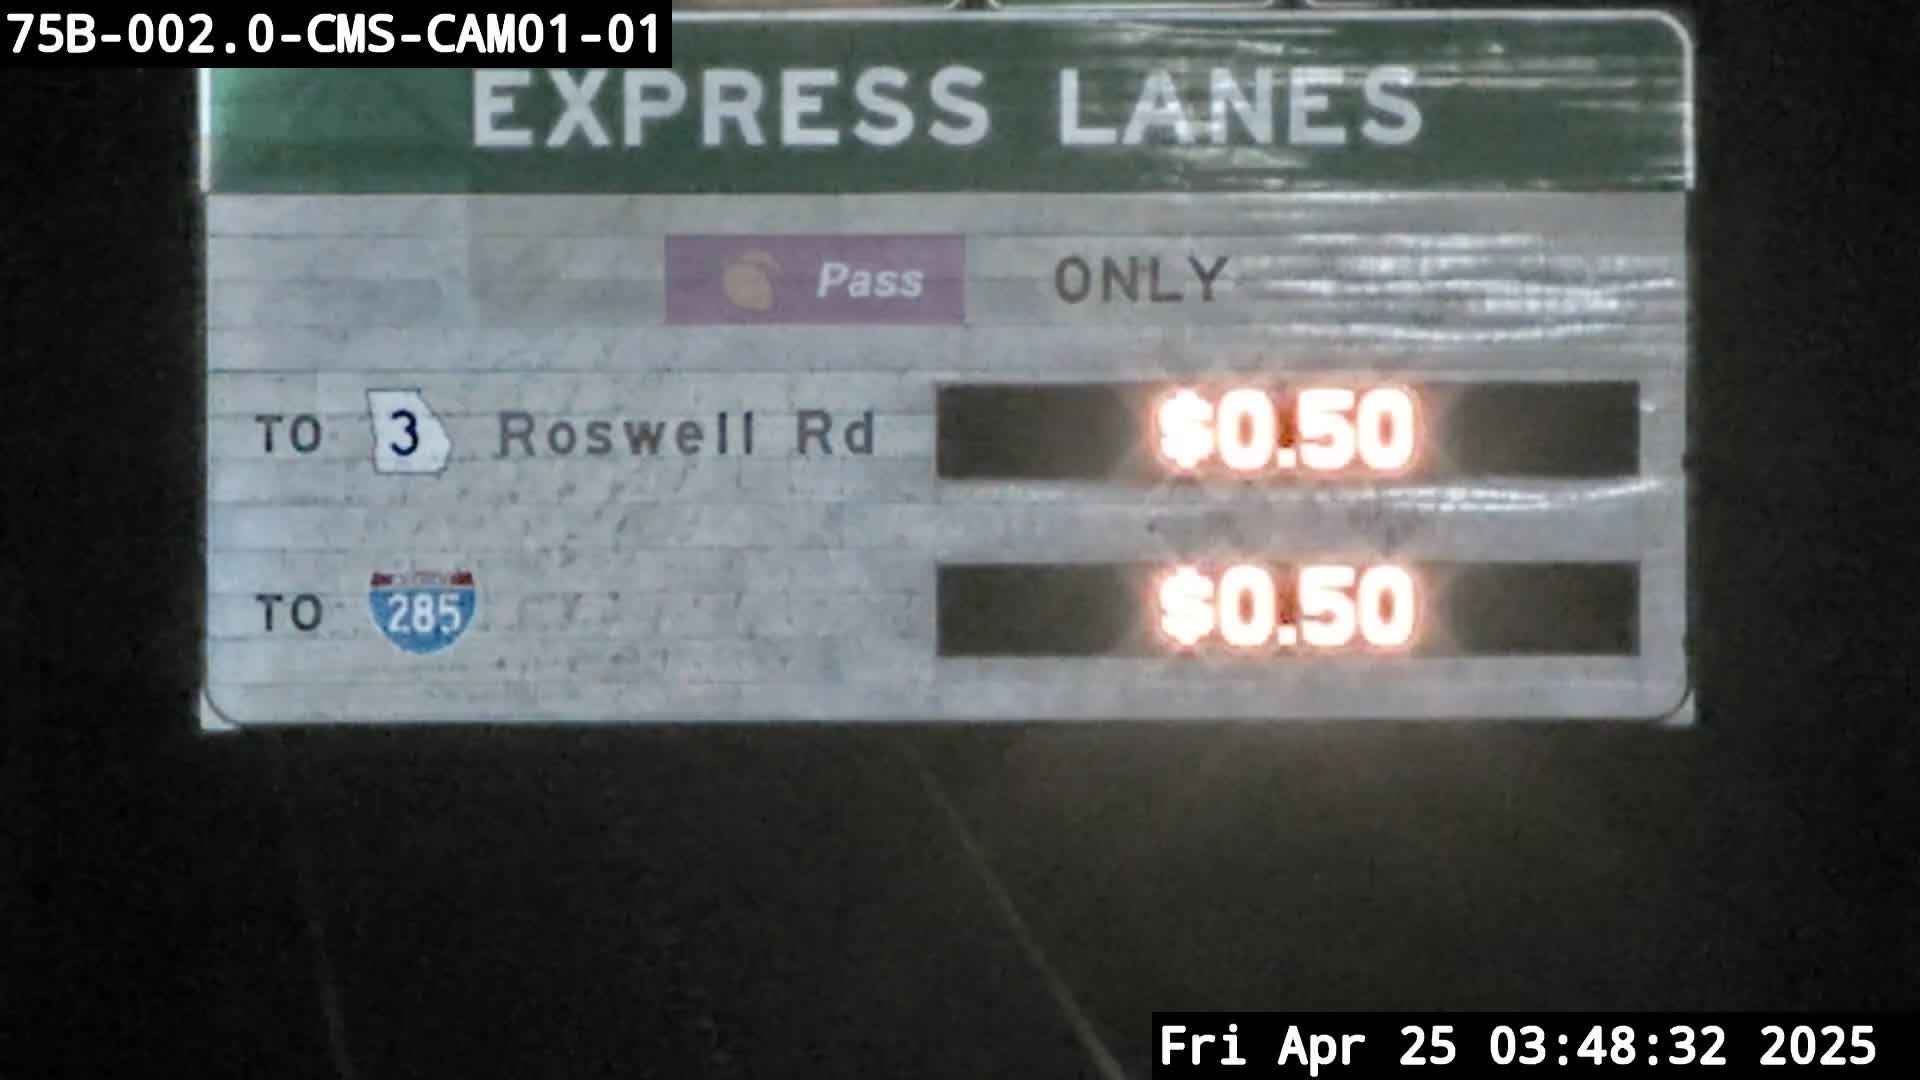 75B-002.0-CMS-CAM01-01
EXPRESS LANES
Pass ONLY
TO 3 Roswell Rd $0.50
TO 285 $0.50
Fri Apr 25 03:48:32 2025